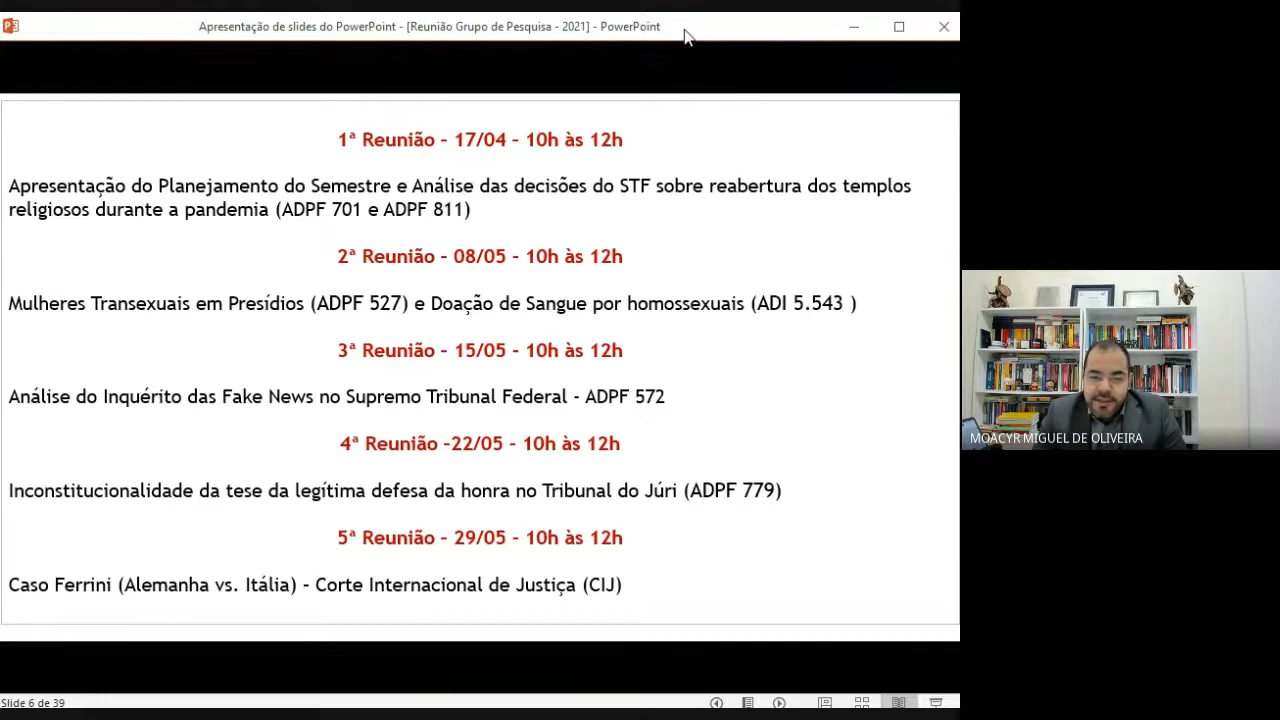 Apresentação de slides do PowerPoint - [Reunião Grupo de Pesquisa - 2021] - PowerPoint
1ª Reunião – 17/04 – 10h às 12h
Apresentação do Planejamento do Semestre e Análise das decisões do STF sobre reabertura dos templos
religiosos durante a pandemia (ADPF 701 e ADPF 811)
2ª Reunião – 08/05 – 10h às 12h
Mulheres Transexuais em Presídios (ADPF 527) e Doação de Sangue por homossexuais (ADI 5.543 )
3ª Reunião – 15/05 – 10h às 12h
Análise do Inquérito das Fake News no Supremo Tribunal Federal - ADPF 572
4ª Reunião –22/05 – 10h às 12h
Inconstitucionalidade da tese da legítima defesa da honra no Tribunal do Júri (ADPF 779)
5ª Reunião – 29/05 – 10h às 12h
Caso Ferrini (Alemanha vs. Itália) – Corte Internacional de Justiça (CIJ)
MOACYR MIGUEL DE OLIVEIRA
Slide 6 de 39